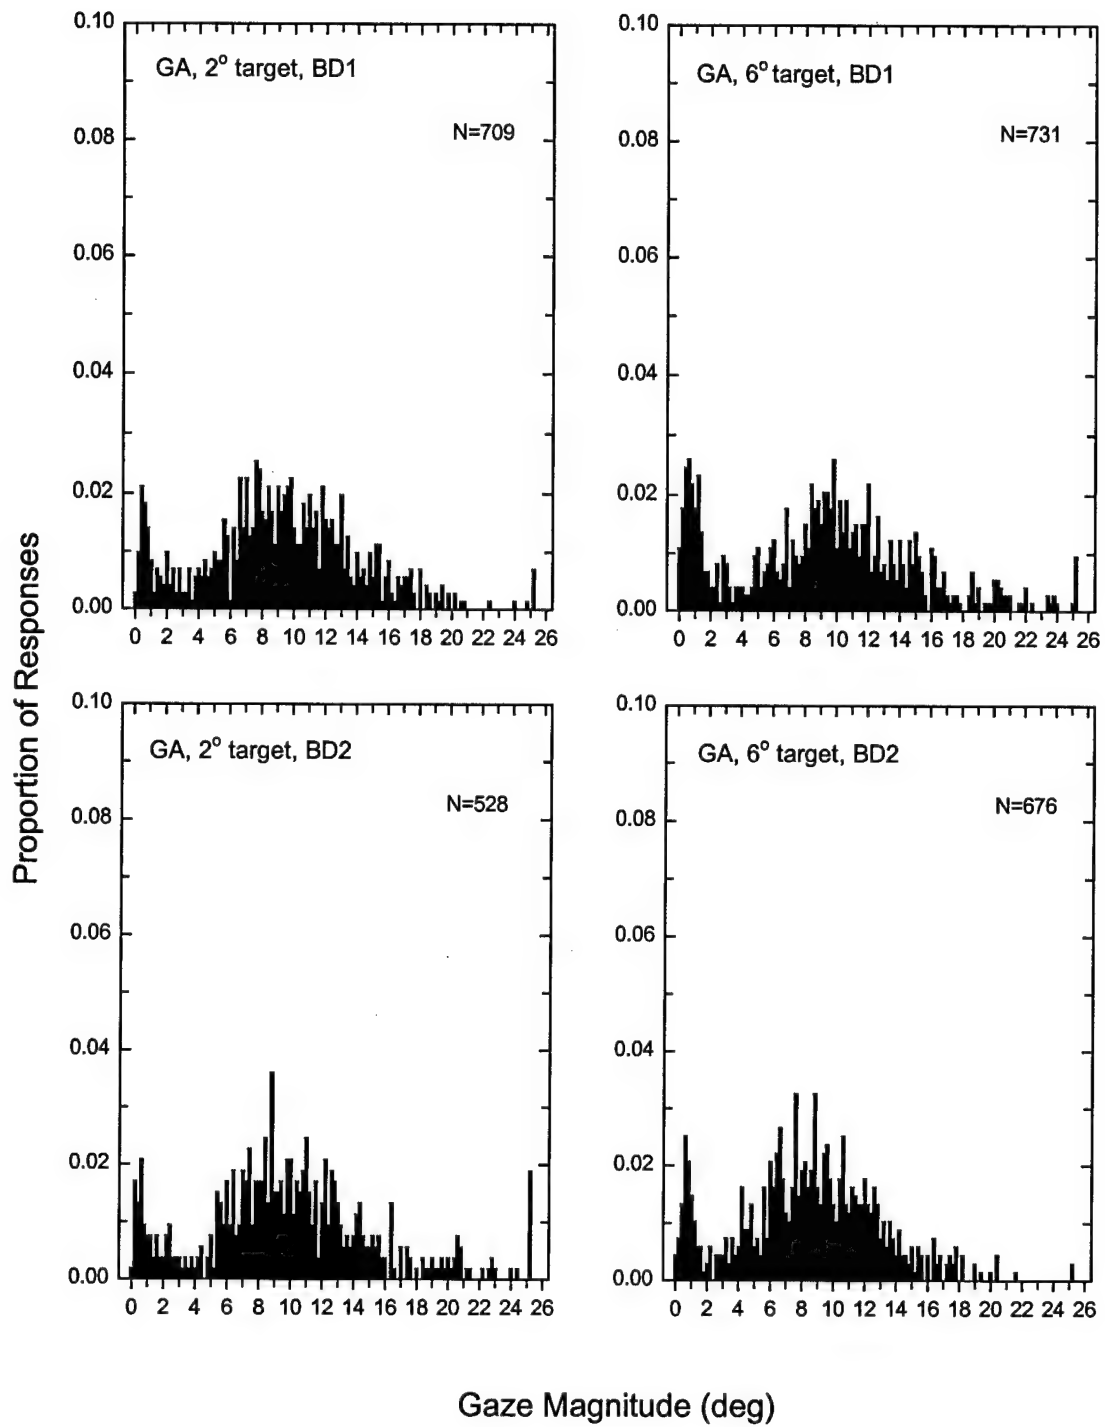 GA, 2° target, BD1
N=709
0.10
0.08
0.06
0.04
0.02
0.00
0 2 4 6 8 10 12 14 16 18 20 22 24 26
GA, 6° target, BD1
N=731
0.10
0.08
0.06
0.04
0.02
0.00
0 2 4 6 8 10 12 14 16 18 20 22 24 26
Proportion of Responses
GA, 2° target, BD2
N=528
0.10
0.08
0.06
0.04
0.02
0.00
0 2 4 6 8 10 12 14 16 18 20 22 24 26
GA, 6° target, BD2
N=676
0.10
0.08
0.06
0.04
0.02
0.00
0 2 4 6 8 10 12 14 16 18 20 22 24 26
Gaze Magnitude (deg)